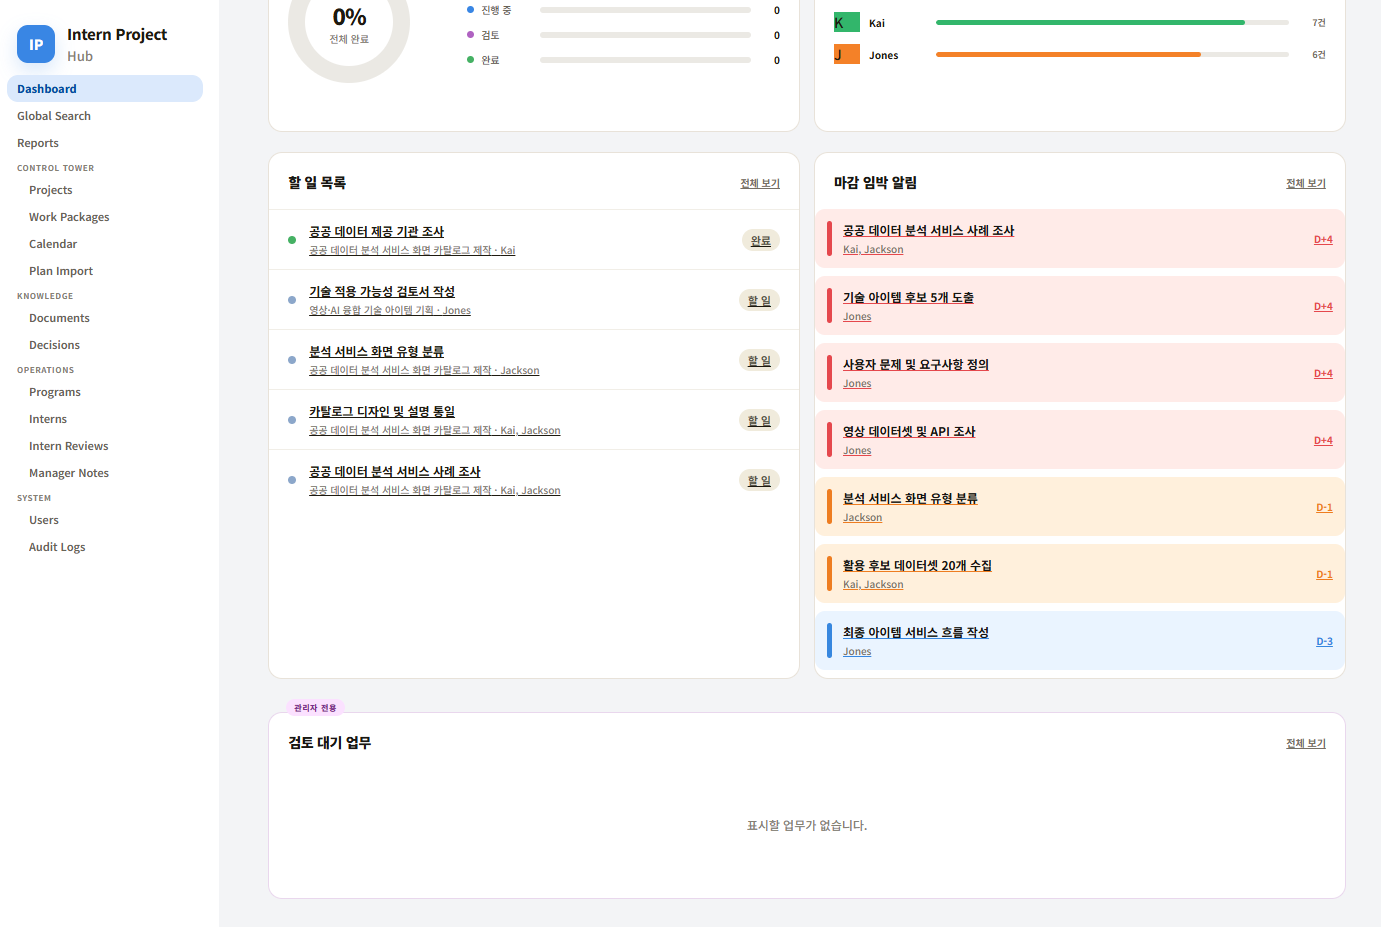 IP
Intern Project
Hub
Dashboard
Global Search
Reports
CONTROL TOWER
Projects
Work Packages
Calendar
Plan Import
KNOWLEDGE
Documents
Decisions
OPERATIONS
Programs
Interns
Intern Reviews
Manager Notes
SYSTEM
Users
Audit Logs
0%
전체 완료
진행 중 0
검토 0
완료 0
K Kai 7건
J Jones 6건
할 일 목록 전체 보기
공공 데이터 제공 기관 조사
공공 데이터 분석 서비스 화면 카탈로그 제작 · Kai
완료
기술 적용 가능성 검토서 작성
영상·AI 융합 기술 아이템 기획 · Jones
할 일
분석 서비스 화면 유형 분류
공공 데이터 분석 서비스 화면 카탈로그 제작 · Jackson
할 일
카탈로그 디자인 및 설명 통일
공공 데이터 분석 서비스 화면 카탈로그 제작 · Kai, Jackson
할 일
공공 데이터 분석 서비스 사례 조사
공공 데이터 분석 서비스 화면 카탈로그 제작 · Kai, Jackson
할 일
마감 임박 알림 전체 보기
공공 데이터 분석 서비스 사례 조사
Kai, Jackson
D+4
기술 아이템 후보 5개 도출
Jones
D+4
사용자 문제 및 요구사항 정의
Jones
D+4
영상 데이터셋 및 API 조사
Jones
D+4
분석 서비스 화면 유형 분류
Jackson
D-1
활용 후보 데이터셋 20개 수집
Kai, Jackson
D-1
최종 아이템 서비스 흐름 작성
Jones
D-3
관리자 전용
검토 대기 업무 전체 보기
표시할 업무가 없습니다.